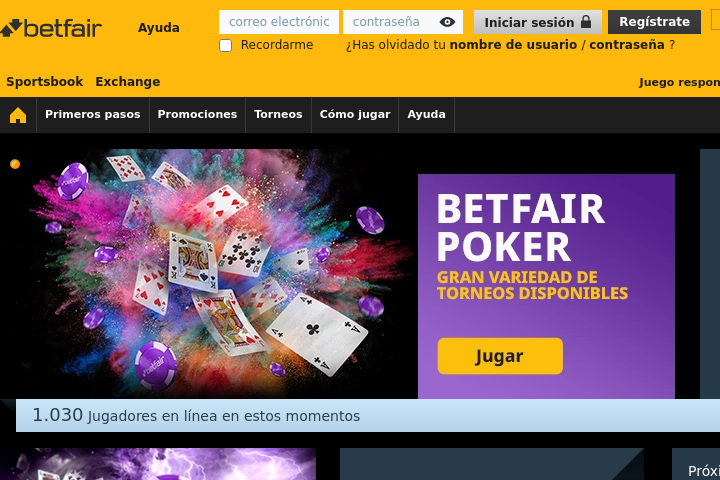 betfair
Ayuda
correo electrónic
contraseña
Iniciar sesión
Regístrate
Recordarme
¿Has olvidado tu nombre de usuario / contraseña ?
Sportsbook
Exchange
Juego respon
Primeros pasos
Promociones
Torneos
Cómo jugar
Ayuda
BETFAIR
POKER
GRAN VARIEDAD DE
TORNEOS DISPONIBLES
Jugar
1.030 Jugadores en línea en estos momentos
Próxi